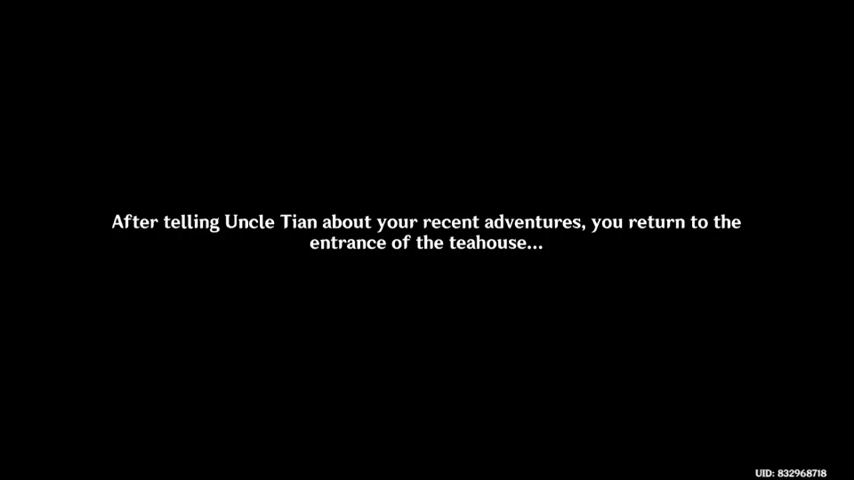 After telling Uncle Tian about your recent adventures, you return to the
entrance of the teahouse...
UID: 832968718